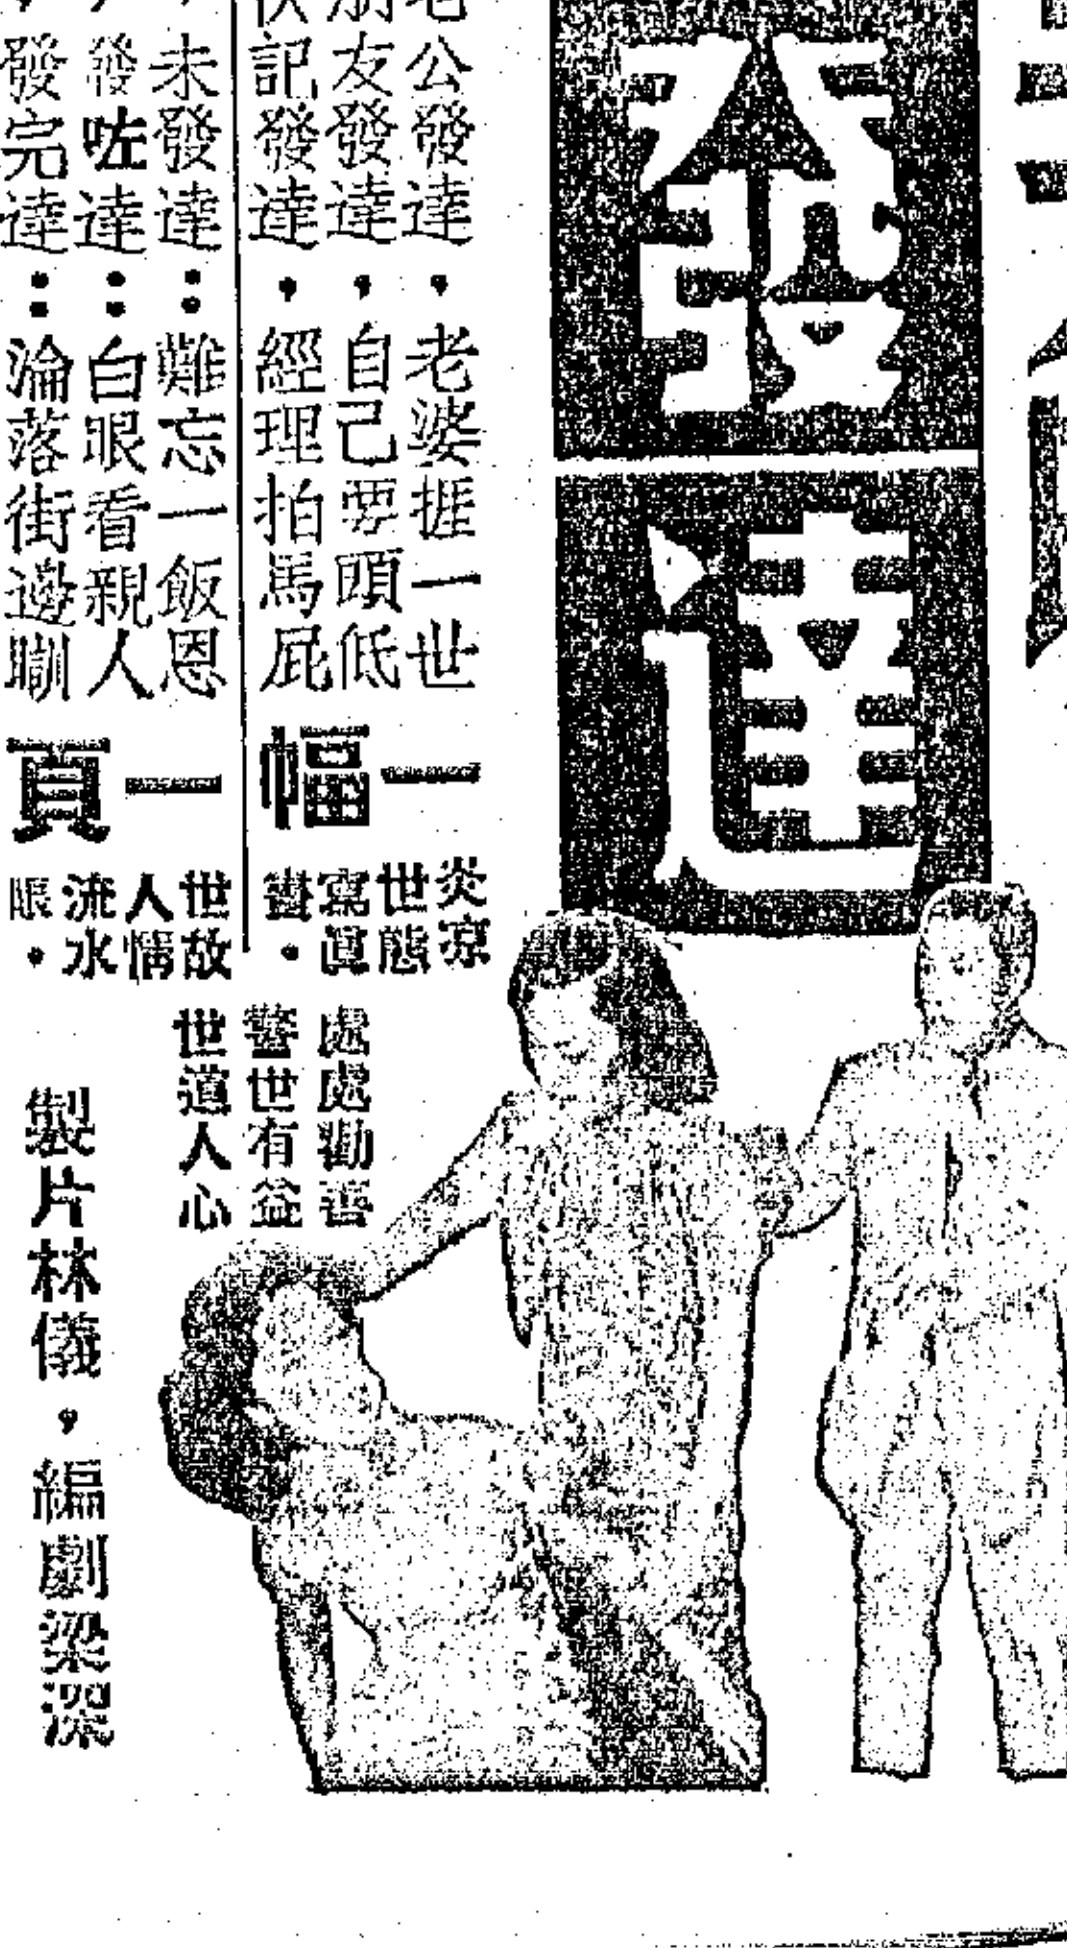 發達
老公發達，老婆捱一世
朋友發達，自己要頭低
伙記發達，經理拍馬屁
一幅
炎涼
世態
寫眞
畫。
處處勸善
警世有益
世道人心
未發達：難忘一飯恩
發咗達：白眼看親人
發完達：淪落街邊瞓
一頁
世故
人情
流水
賬。
製片林儀，編劇梁深